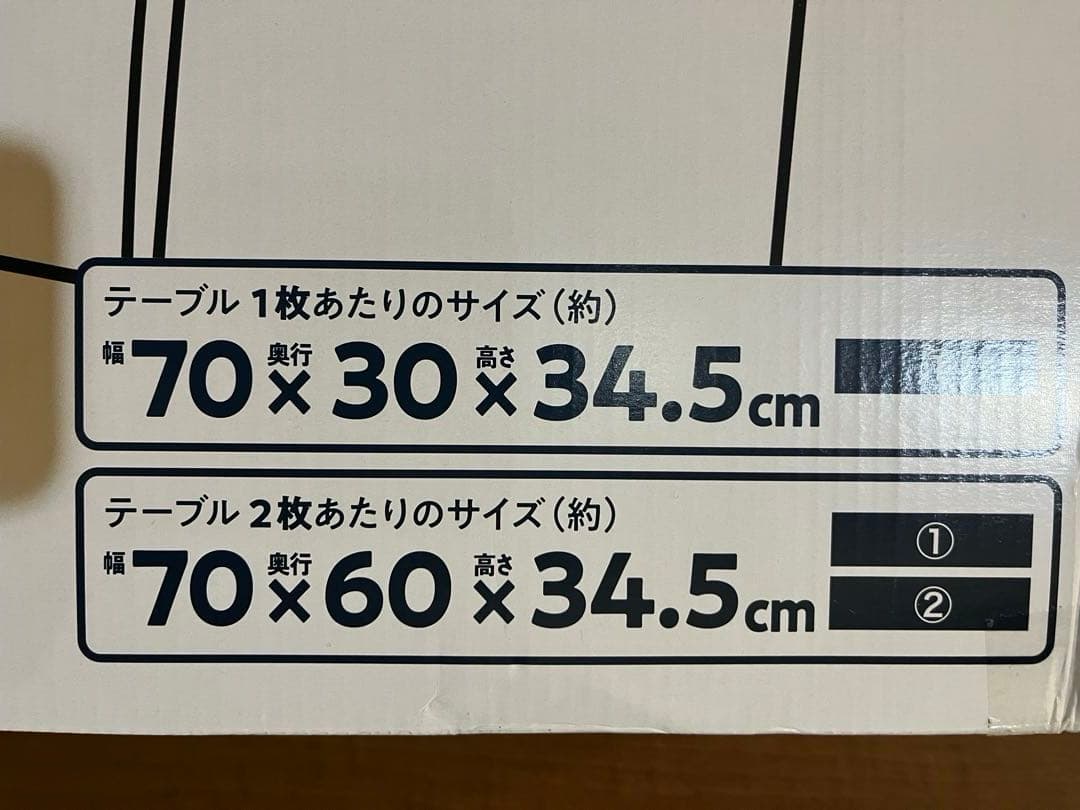 テーブル 1枚あたりのサイズ（約）
幅70×奥行30×高さ34.5cm
テーブル 2枚あたりのサイズ（約）
幅70×奥行60×高さ34.5cm
①
②